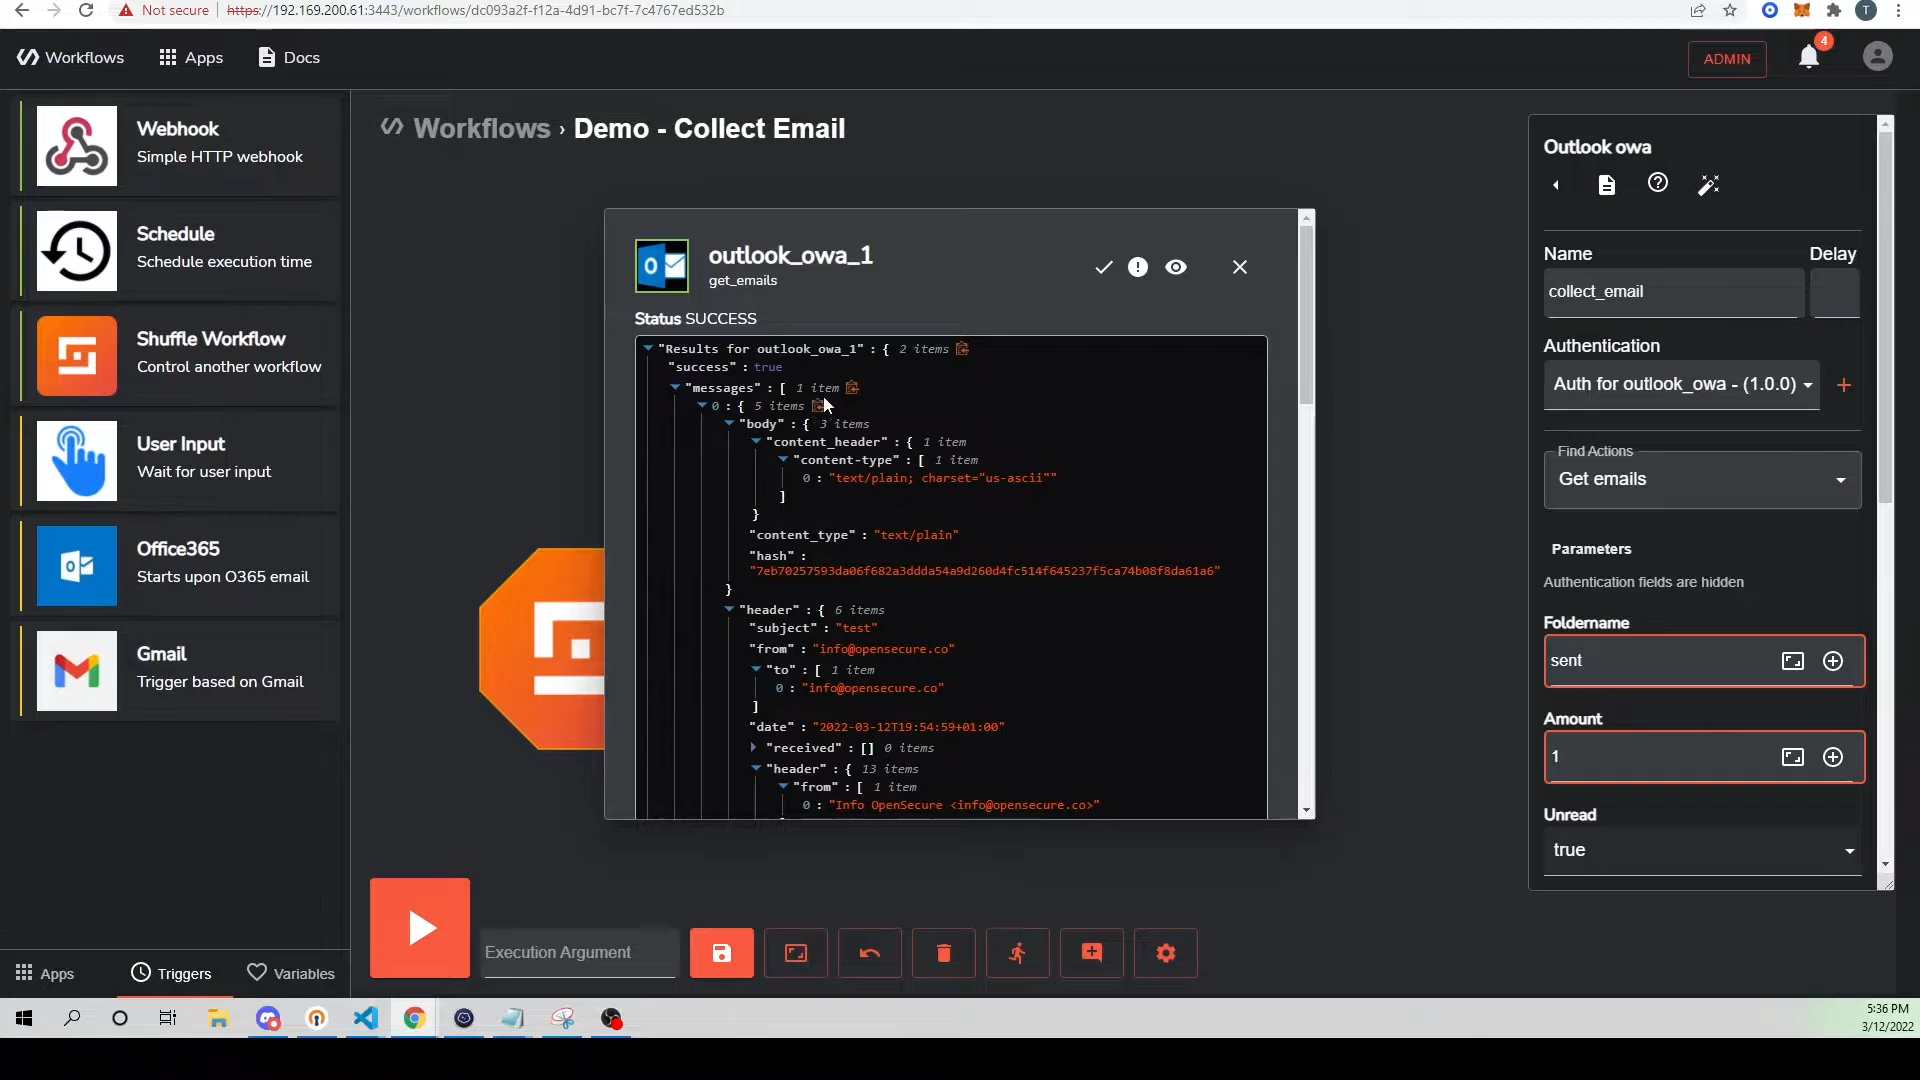 Not secure
https://192.169.200.61:3443/workflows/dc093a2f-f12a-4d91-bc7f-7c4767ed532b
T
Workflows
Apps
Docs
ADMIN
4
Webhook
Simple HTTP webhook
Schedule
Schedule execution time
Shuffle Workflow
Control another workflow
User Input
Wait for user input
Office365
Starts upon O365 email
Gmail
Trigger based on Gmail
Apps
Triggers
Variables
Workflows › Demo - Collect Email
outlook_owa_1
get_emails
Status SUCCESS
"Results for outlook_owa_1" : { 2 items
"success" : true
"messages" : [ 1 item
0 : { 5 items
"body" : { 3 items
"content_header" : { 1 item
"content-type" : [ 1 item
0 : "text/plain; charset="us-ascii""
]
}
"content_type" : "text/plain"
"hash" :
"7eb70257593da06f682a3ddda54a9d260d4fc514f645237f5ca74b08f8da61a6"
}
"header" : { 6 items
"subject" : "test"
"from" : "info@opensecure.co"
"to" : [ 1 item
0 : "info@opensecure.co"
]
"date" : "2022-03-12T19:54:59+01:00"
"received" : [] 0 items
"header" : { 13 items
"from" : [ 1 item
0 : "Info OpenSecure <info@opensecure.co>"
Execution Argument
Outlook owa
Name
Delay
collect_email
Authentication
Auth for outlook_owa - (1.0.0)
Find Actions
Get emails
Parameters
Authentication fields are hidden
Foldername
sent
Amount
1
Unread
true
5:36 PM
3/12/2022